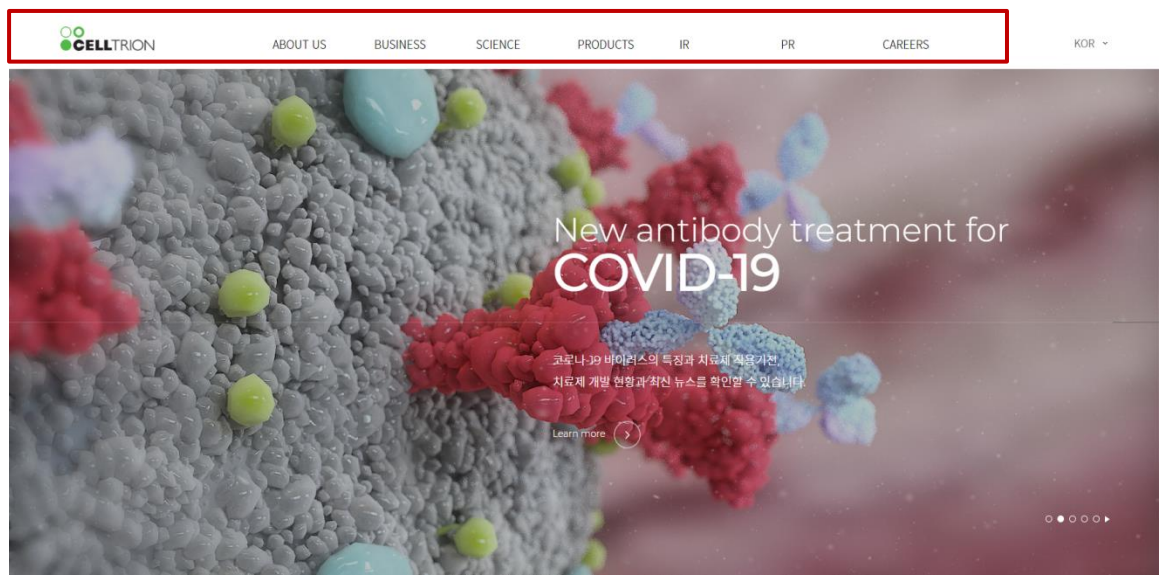 CELLTRION
ABOUT US BUSINESS SCIENCE PRODUCTS IR PR CAREERS KOR
New antibody treatment for
COVID-19
코로나-19 바이러스의 특징과 치료제 작용기전,
치료제 개발 현황과 최신 뉴스를 확인할 수 있습니다.
Learn more